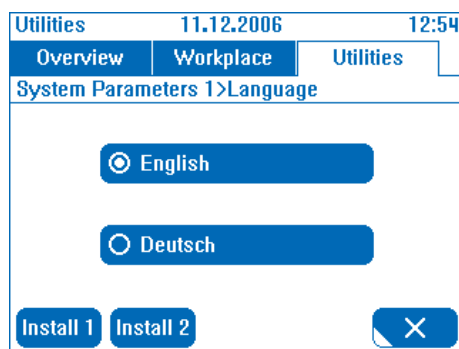 Utilities 11.12.2006 12:54
Overview Workplace Utilities
System Parameters 1>Language
English
Deutsch
Install 1 Install 2